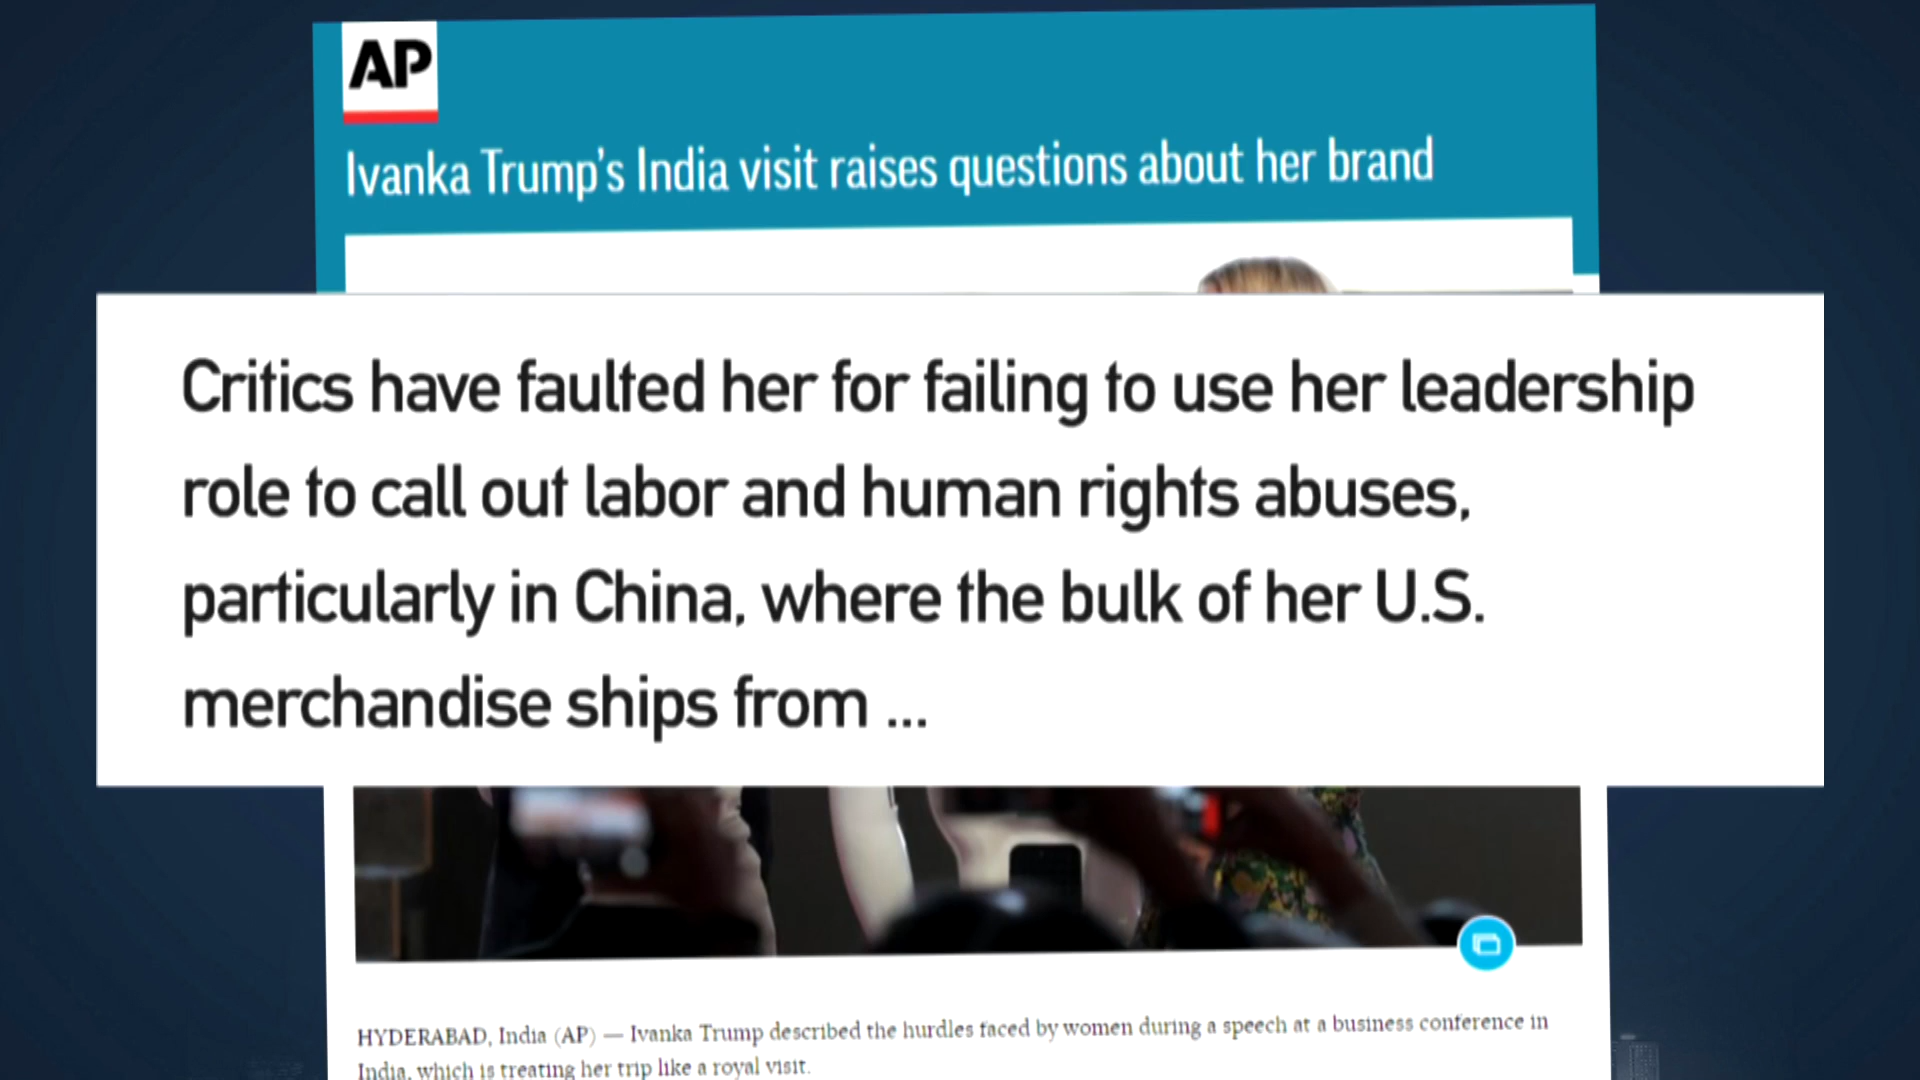 AP
Ivanka Trump's India visit raises questions about her brand
Critics have faulted her for failing to use her leadership
role to call out labor and human rights abuses,
particularly in China, where the bulk of her U.S.
merchandise ships from ...
HYDERABAD, India (AP) — Ivanka Trump described the hurdles faced by women during a speech at a business conference in
India, which is treating her trip like a royal visit.